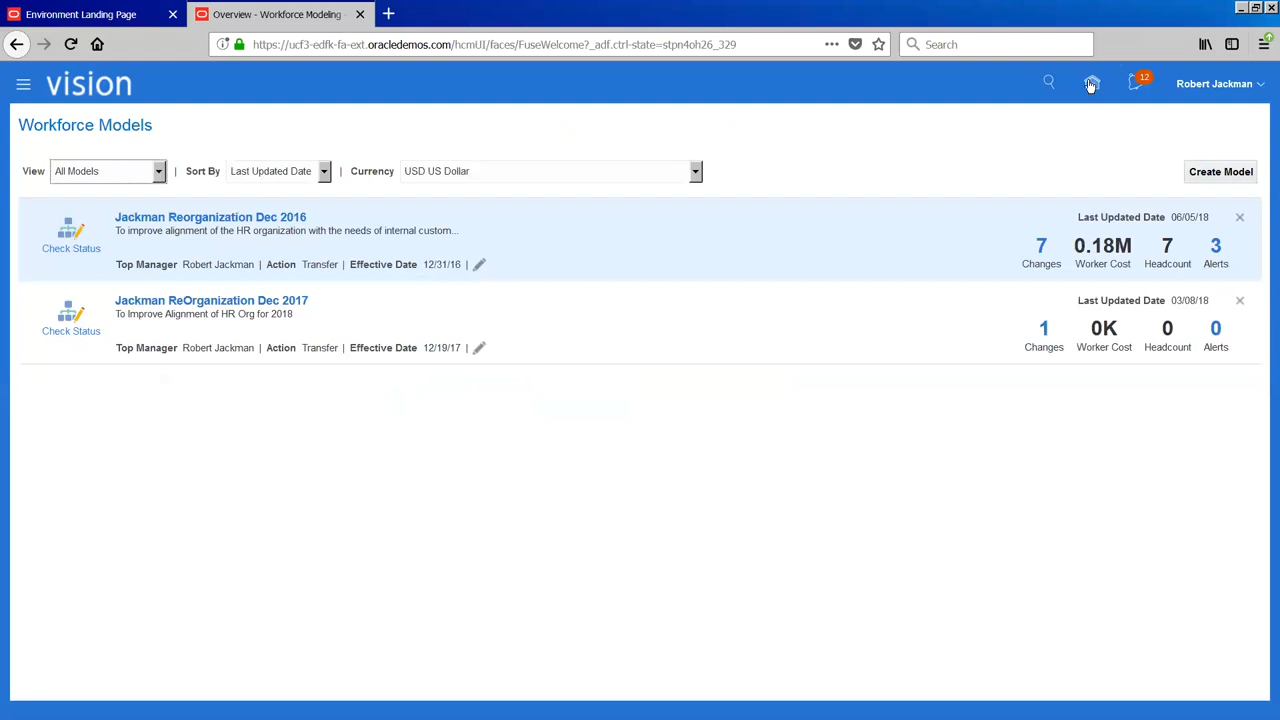 Environment Landing Page
Overview - Workforce Modeling -
https://ucf3-edfk-fa-ext.oracledemos.com/hcmUI/faces/FuseWelcome?_adf.ctrl-state=stpn4oh26_329
Search
vision
12
Robert Jackman
Workforce Models
View All Models | Sort By Last Updated Date | Currency USD US Dollar
Create Model
Jackman Reorganization Dec 2016
Last Updated Date 06/05/18
To improve alignment of the HR organization with the needs of internal custom...
Check Status
7 0.18M 7 3
Changes Worker Cost Headcount Alerts
Top Manager Robert Jackman | Action Transfer | Effective Date 12/31/16 |
Jackman ReOrganization Dec 2017
Last Updated Date 03/08/18
To Improve Alignment of HR Org for 2018
Check Status
1 0K 0 0
Changes Worker Cost Headcount Alerts
Top Manager Robert Jackman | Action Transfer | Effective Date 12/19/17 |